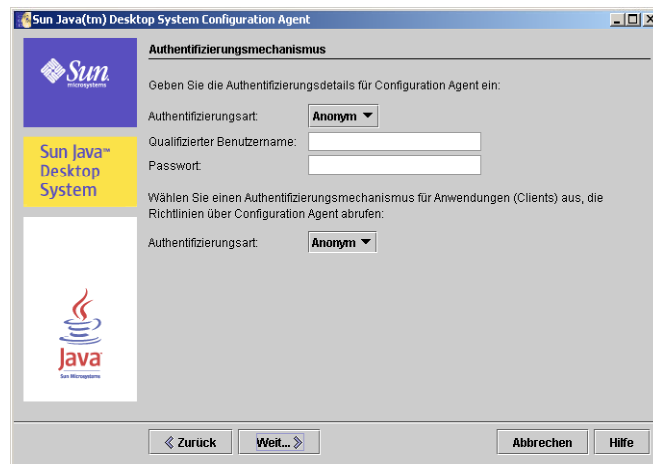 Sun Java(tm) Desktop System Configuration Agent
Sun
microsystems
Sun Java™
Desktop
System
Java
Sun Microsystems
Authentifizierungsmechanismus
Geben Sie die Authentifizierungsdetails für Configuration Agent ein:
Authentifizierungsart: Anonym
Qualifizierter Benutzername:
Passwort:
Wählen Sie einen Authentifizierungsmechanismus für Anwendungen (Clients) aus, die
Richtlinien über Configuration Agent abrufen:
Authentifizierungsart: Anonym
Zurück Weit... Abbrechen Hilfe